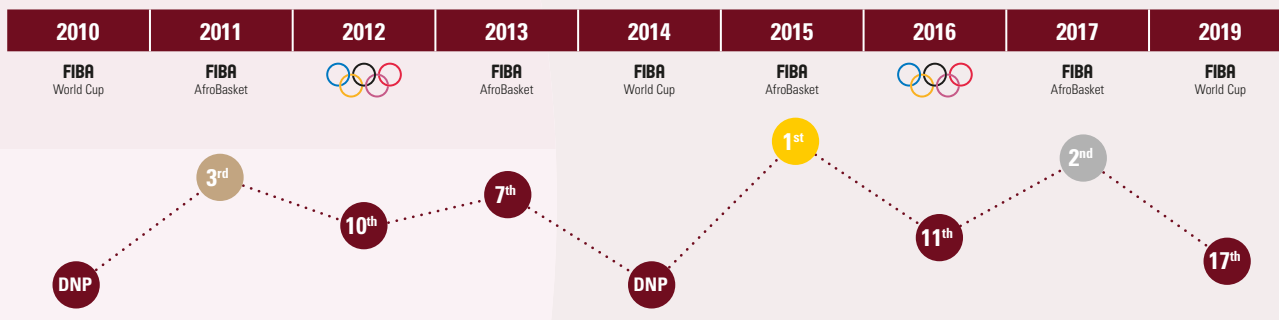 2010 2011 2012 2013 2014 2015 2016 2017 2019
FIBA FIBA FIBA FIBA FIBA FIBA FIBA
World Cup AfroBasket AfroBasket World Cup AfroBasket AfroBasket World Cup
DNP 3rd 10th 7th DNP 1st 11th 2nd 17th